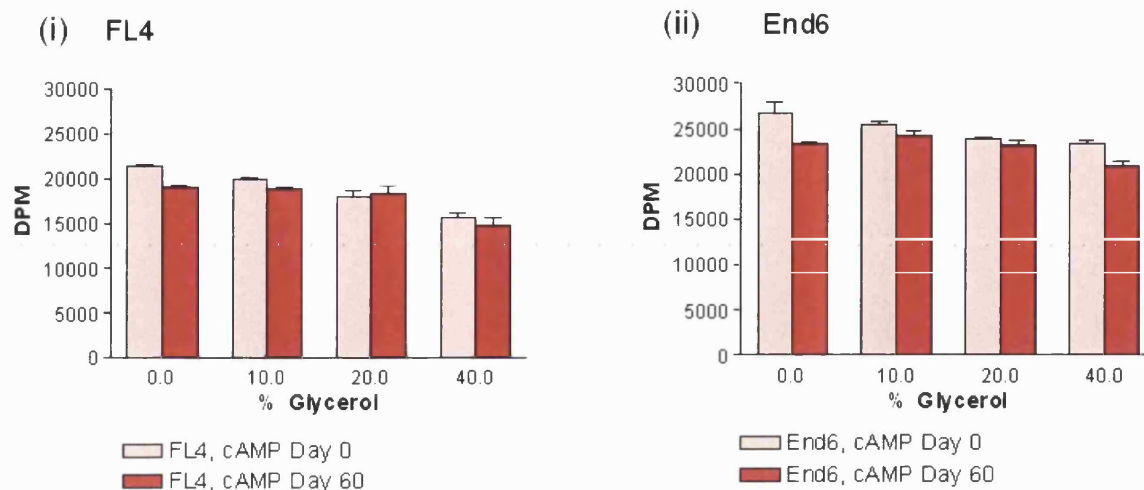 (i) FL4
30000
25000
20000
15000
10000
5000
0
DPM
0.0 10.0 20.0 40.0
% Glycerol
FL4, cAMP Day 0
FL4, cAMP Day 60
(ii) End6
30000
25000
20000
15000
10000
5000
0
DPM
0.0 10.0 20.0 40.0
% Glycerol
End6, cAMP Day 0
End6, cAMP Day 60